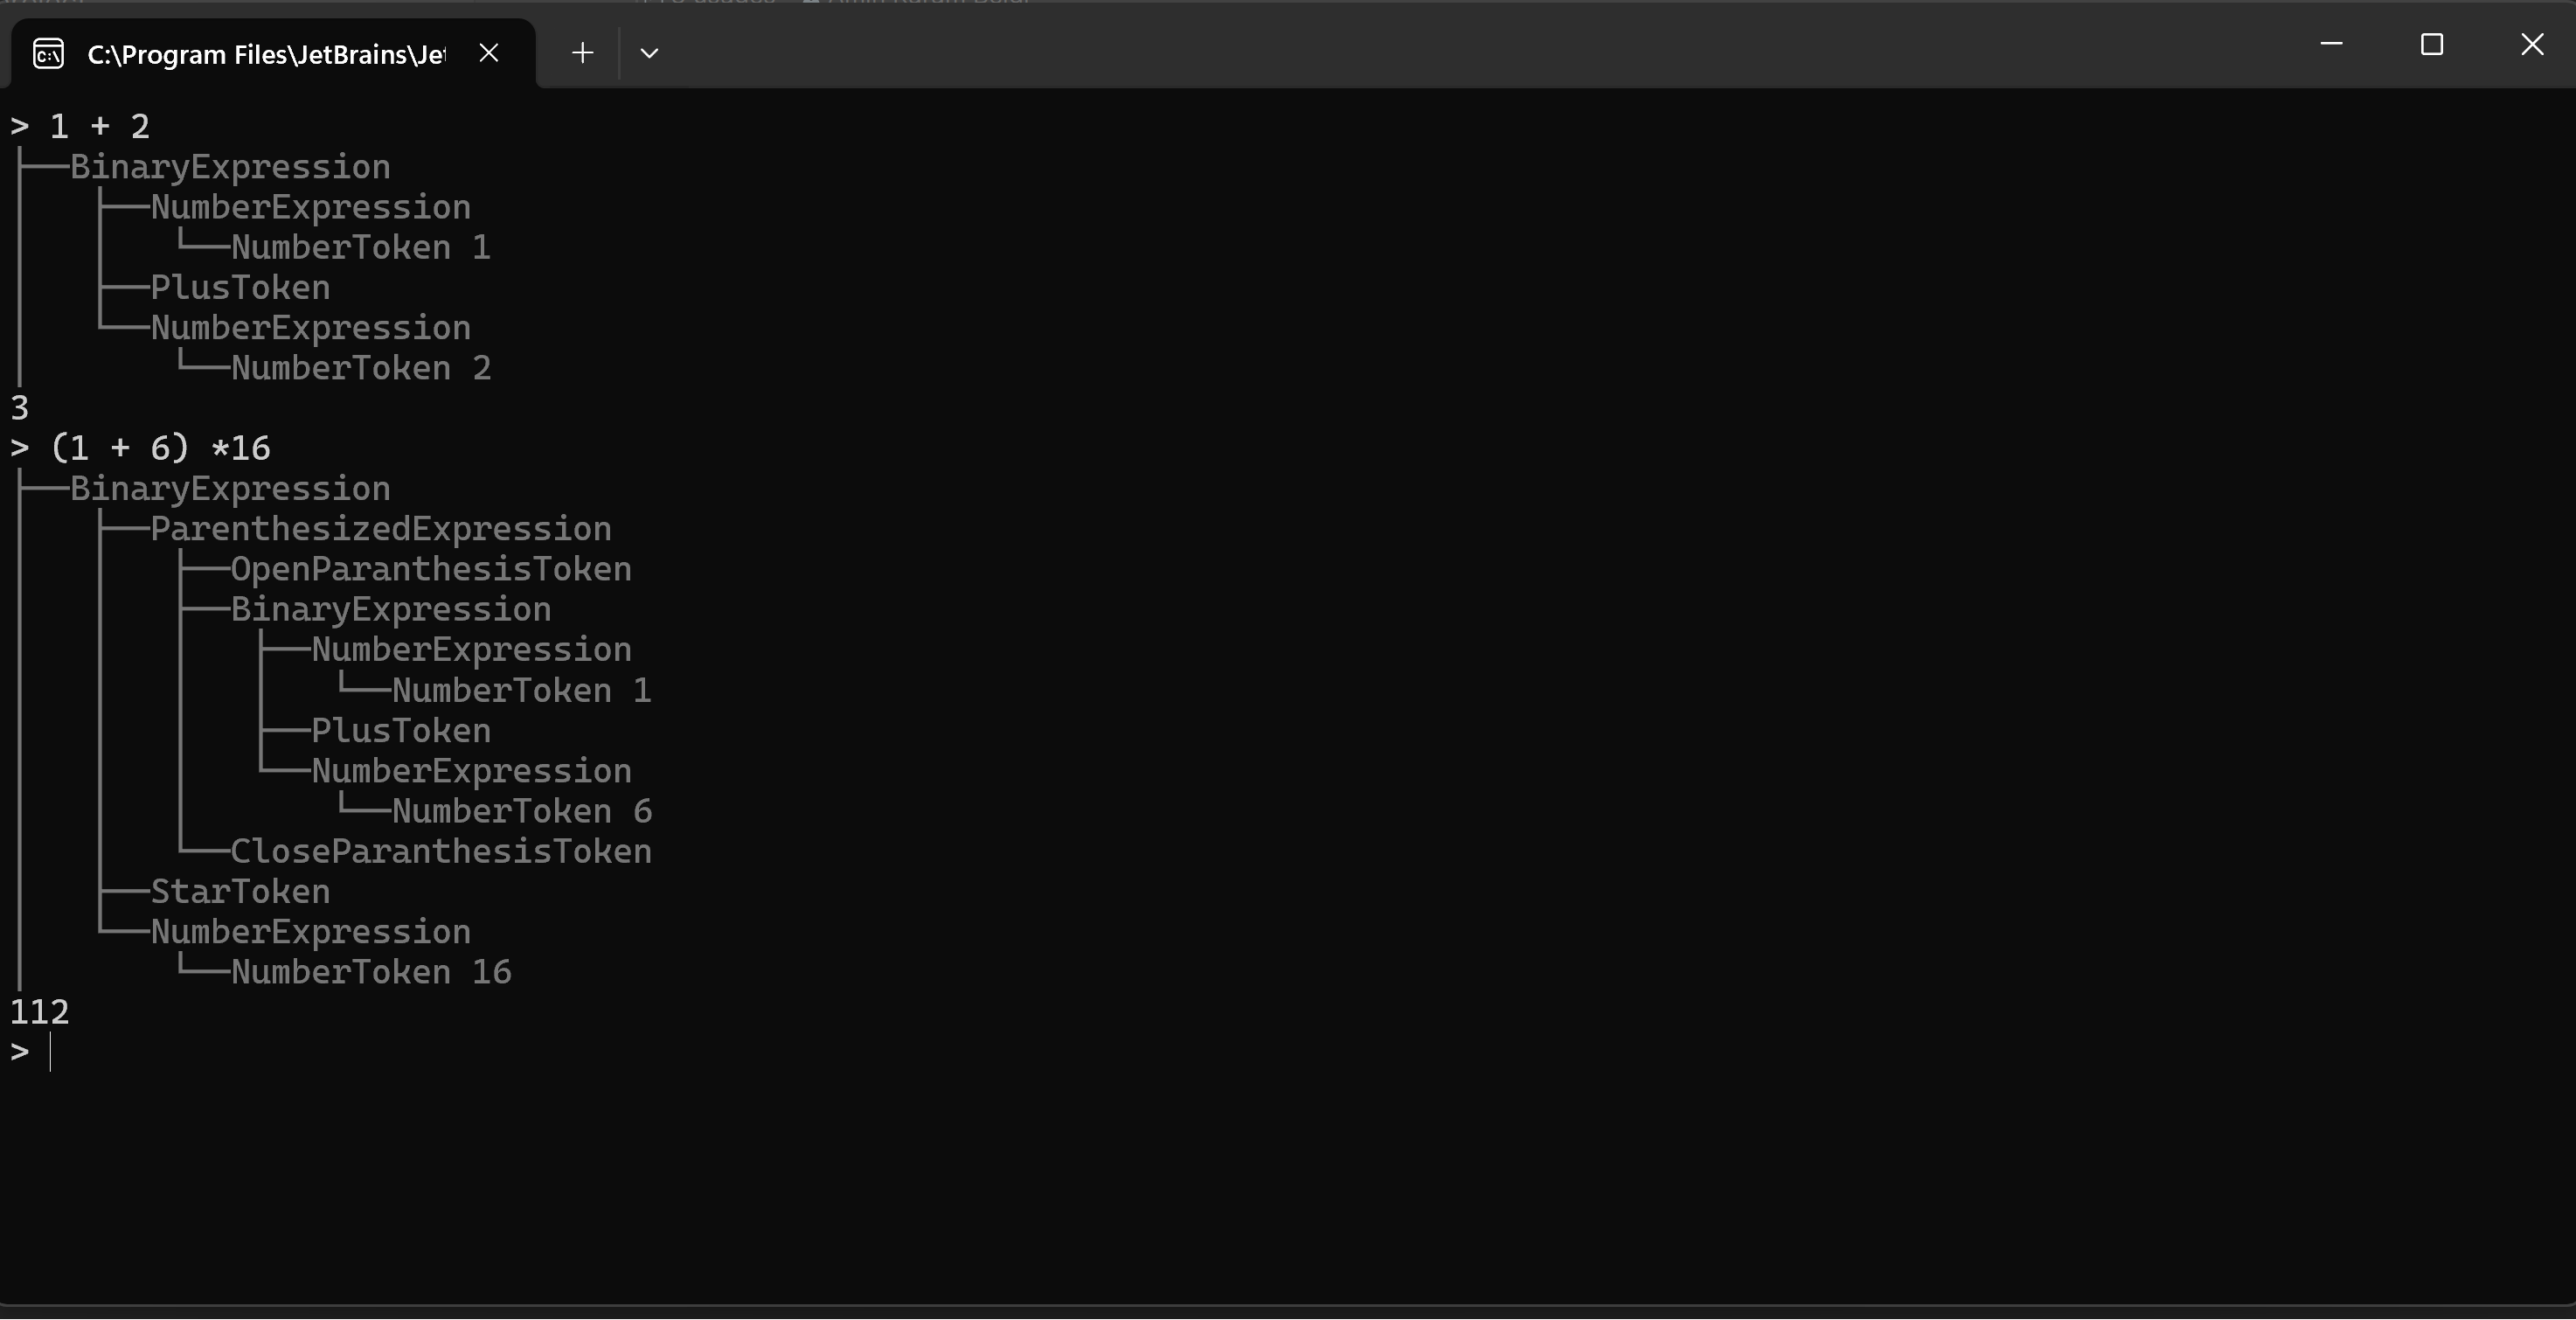 C:\Program Files\JetBrains\Je
> 1 + 2
├──BinaryExpression
│   ├──NumberExpression
│   │   └──NumberToken 1
│   ├──PlusToken
│   └──NumberExpression
│       └──NumberToken 2
3
> (1 + 6) *16
├──BinaryExpression
│   ├──ParenthesizedExpression
│   │   ├──OpenParanthesisToken
│   │   ├──BinaryExpression
│   │   │   ├──NumberExpression
│   │   │   │   └──NumberToken 1
│   │   │   ├──PlusToken
│   │   │   └──NumberExpression
│   │   │       └──NumberToken 6
│   │   └──CloseParanthesisToken
│   ├──StarToken
│   └──NumberExpression
│       └──NumberToken 16
112
>